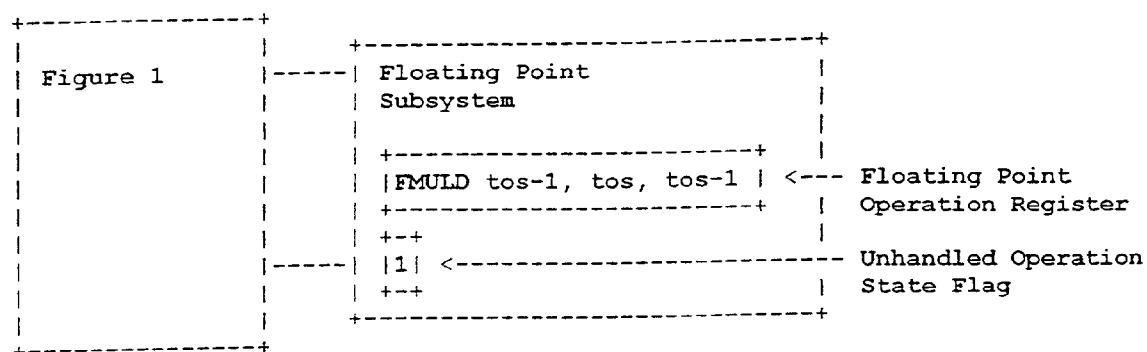 Figure 1
Floating Point
Subsystem
FMULD tos-1, tos, tos-1 <--- Floating Point
Operation Register
1 <------------------------ Unhandled Operation
State Flag